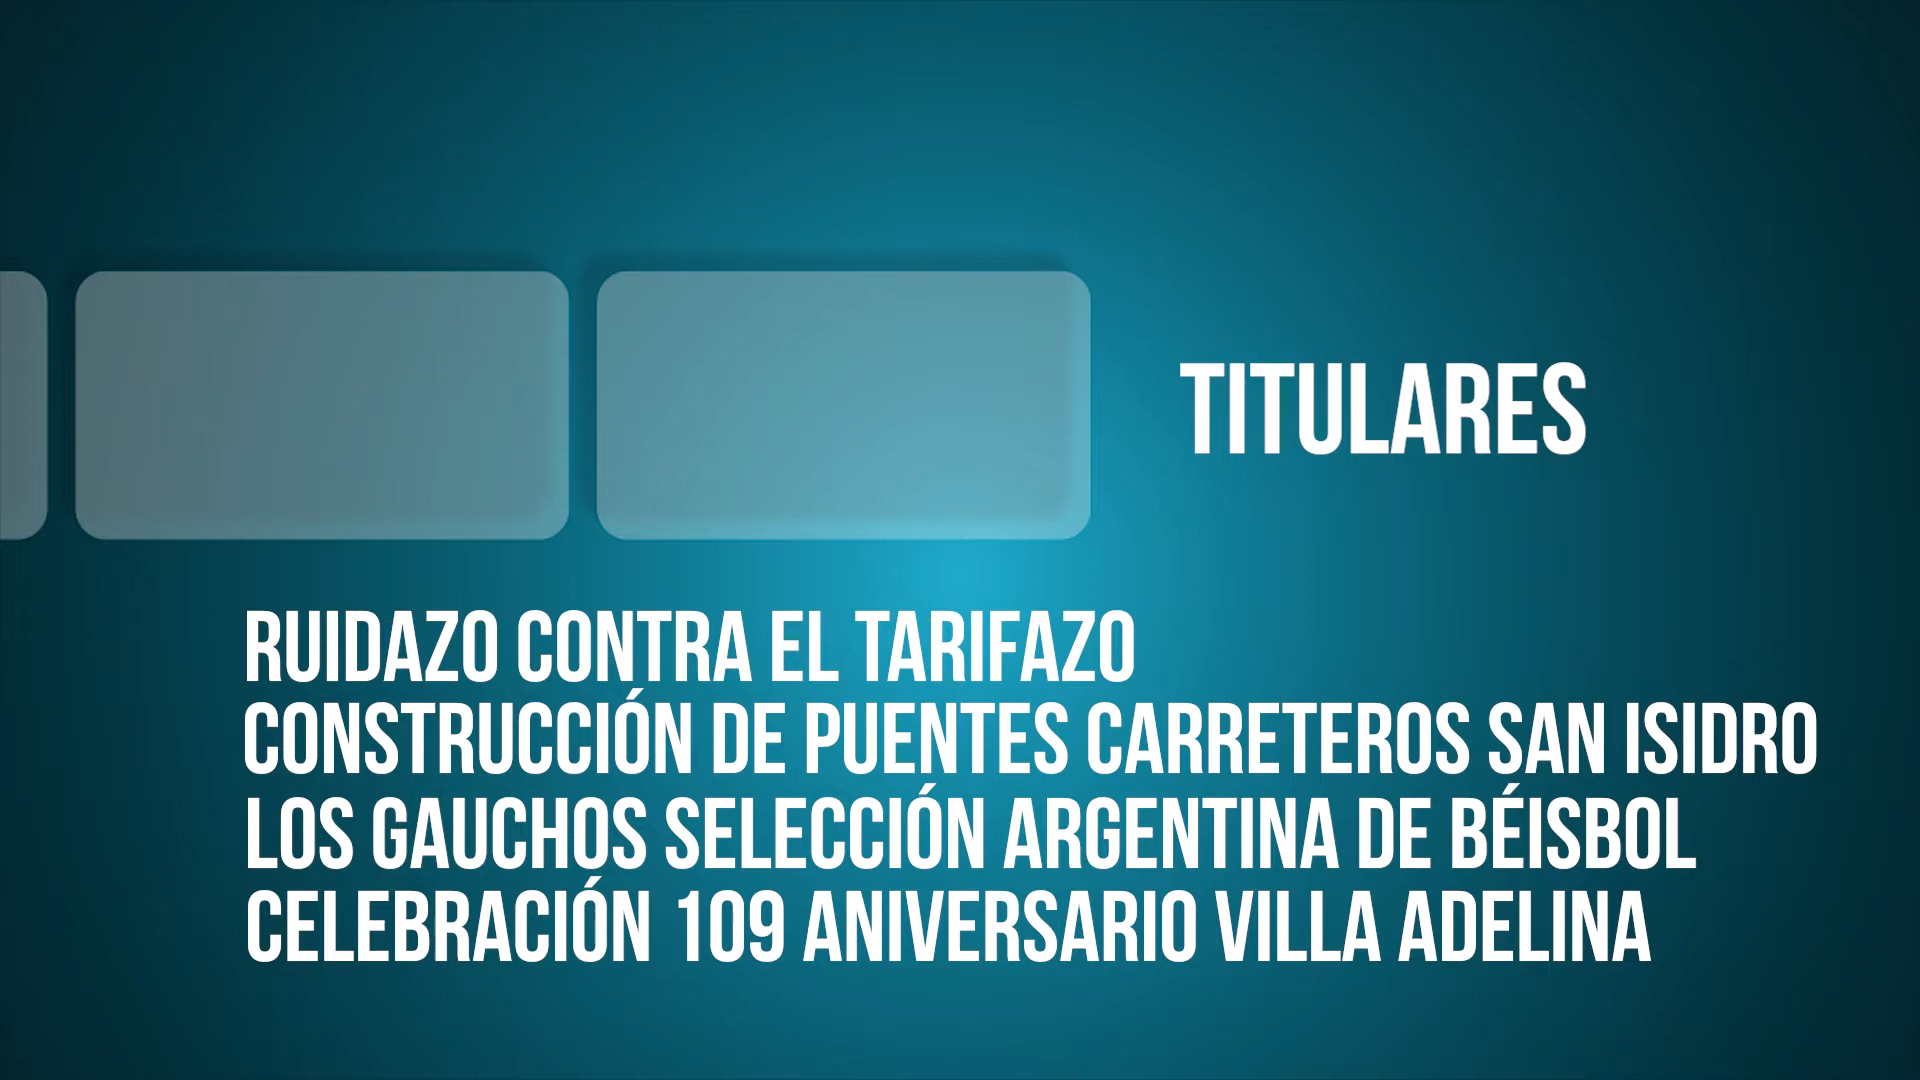 TITULARES
RUIDAZO CONTRA EL TARIFAZO
CONSTRUCCIÓN DE PUENTES CARRETEROS SAN ISIDRO
LOS GAUCHOS SELECCIÓN ARGENTINA DE BÉISBOL
CELEBRACIÓN 109 ANIVERSARIO VILLA ADELINA